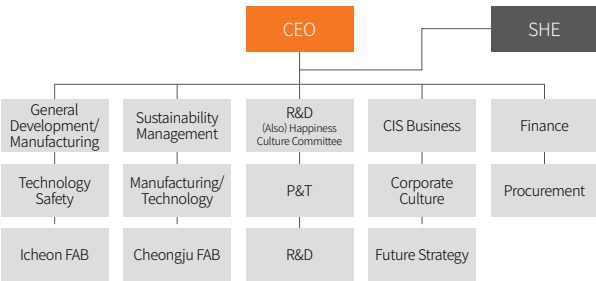 CEO
SHE
General
Development/
Manufacturing
Sustainability
Management
R&D
(Also) Happiness
Culture Committee
CIS Business
Finance
Technology
Safety
Manufacturing/
Technology
P&T
Corporate
Culture
Procurement
Icheon FAB
Cheongju FAB
R&D
Future Strategy